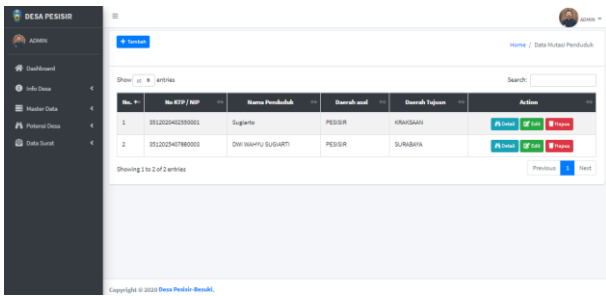 DESA PESISIR
ADMIN
ADMIN
Dashboard
Info Desa
Master Data
Potensi Desa
Data Surat
+ Tambah
Home / Data Mutasi Penduduk
Show 10 entries
Search:
No. No KTP / NIP Nama Penduduk Daerah asal Daerah Tujuan Action
1 3512020402550001 Sugiarto PESISIR KRAKSAAN Detail Edit Hapus
2 3512025407880003 DWI WAHYU SUGIARTI PESISIR SURABAYA Detail Edit Hapus
Showing 1 to 2 of 2 entries
Previous 1 Next
Copyright © 2020 Desa Pesisir-Besuki.